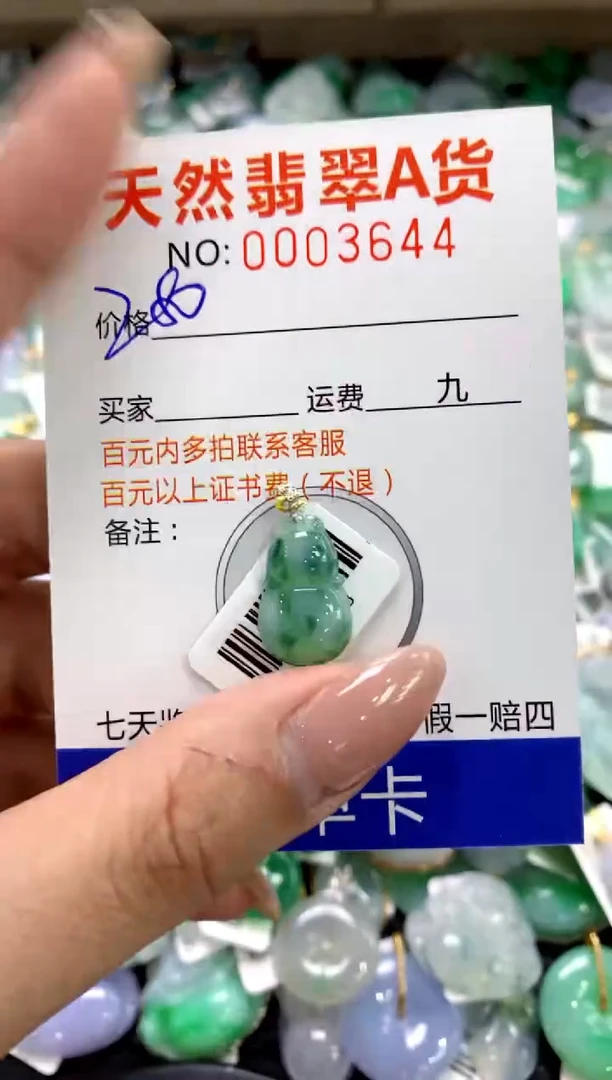 天然翡翠A货
NO: 0003644
价格
买家 运费 九
百元内多拍联系客服
百元以上证书费（不退）
备注：
七天 假一赔四
卡